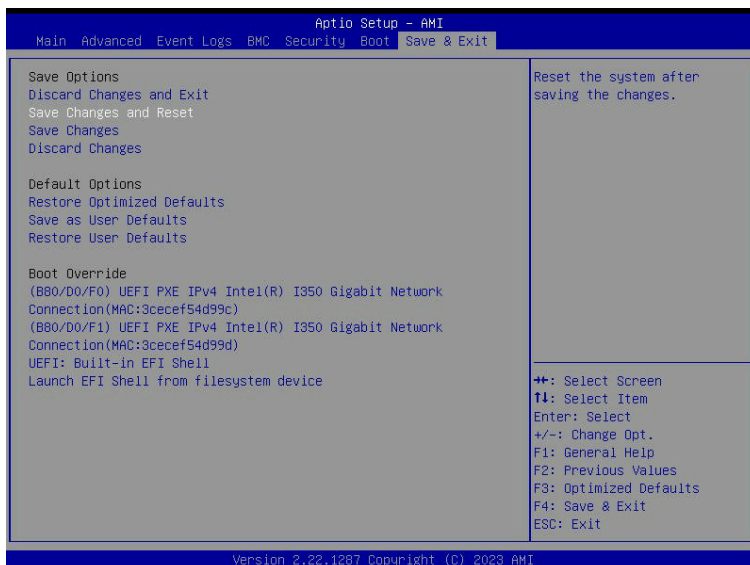 Aptio Setup - AMI
Main Advanced Event Logs BMC Security Boot Save & Exit
Save Options
Discard Changes and Exit
Save Changes and Reset
Save Changes
Discard Changes
Default Options
Restore Optimized Defaults
Save as User Defaults
Restore User Defaults
Boot Override
(B80/D0/F0) UEFI PXE IPv4 Intel(R) I350 Gigabit Network
Connection(MAC:3cecef54d99c)
(B80/D0/F1) UEFI PXE IPv4 Intel(R) I350 Gigabit Network
Connection(MAC:3cecef54d99d)
UEFI: Built-in EFI Shell
Launch EFI Shell from filesystem device
Reset the system after
saving the changes.
→←: Select Screen
↑↓: Select Item
Enter: Select
+/-: Change Opt.
F1: General Help
F2: Previous Values
F3: Optimized Defaults
F4: Save & Exit
ESC: Exit
Version 2.22.1287 Copyright (C) 2023 AMI